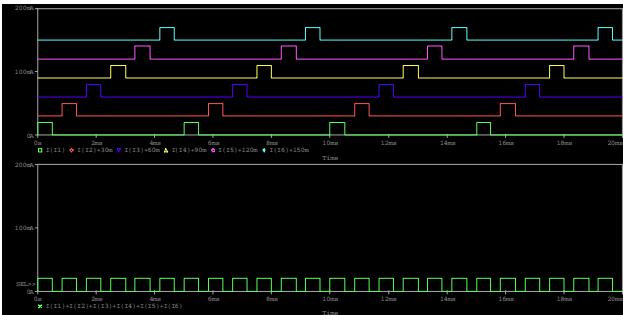 200mA
100mA
0A
0s 2ms 4ms 6ms 8ms 10ms 12ms 14ms 16ms 18ms 20ms
I(I1) I(I2)+30m I(I3)+60m I(I4)+90m I(I5)+120m I(I6)+150m
Time
200mA
100mA
SEL>>
0A
0s 2ms 4ms 6ms 8ms 10ms 12ms 14ms 16ms 18ms 20ms
I(I1)+I(I2)+I(I3)+I(I4)+I(I5)+I(I6)
Time